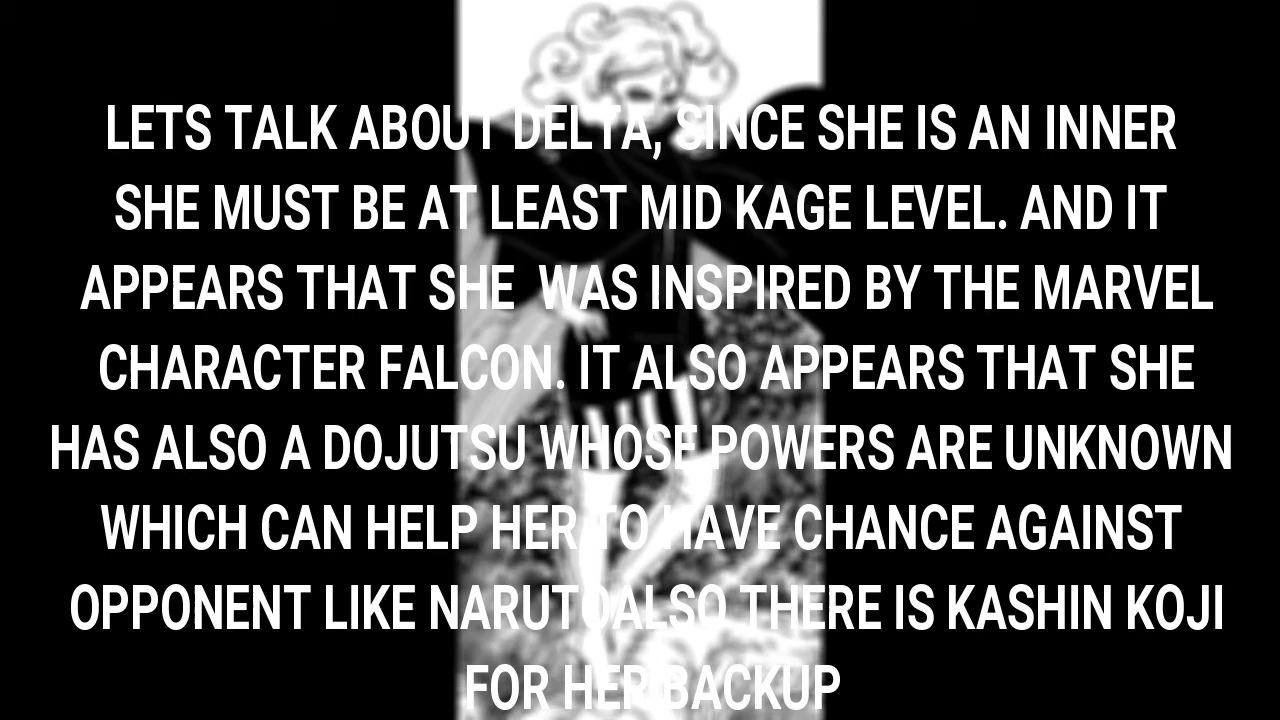 LETS TALK ABOUT DELTA, SINCE SHE IS AN INNER
SHE MUST BE AT LEAST MID KAGE LEVEL. AND IT
APPEARS THAT SHE  WAS INSPIRED BY THE MARVEL
CHARACTER FALCON. IT ALSO APPEARS THAT SHE
HAS ALSO A DOJUTSU WHOSE POWERS ARE UNKNOWN
WHICH CAN HELP HER TO HAVE CHANCE AGAINST
OPPONENT LIKE NARUTOALSO THERE IS KASHIN KOJI
FOR HER BACKUP